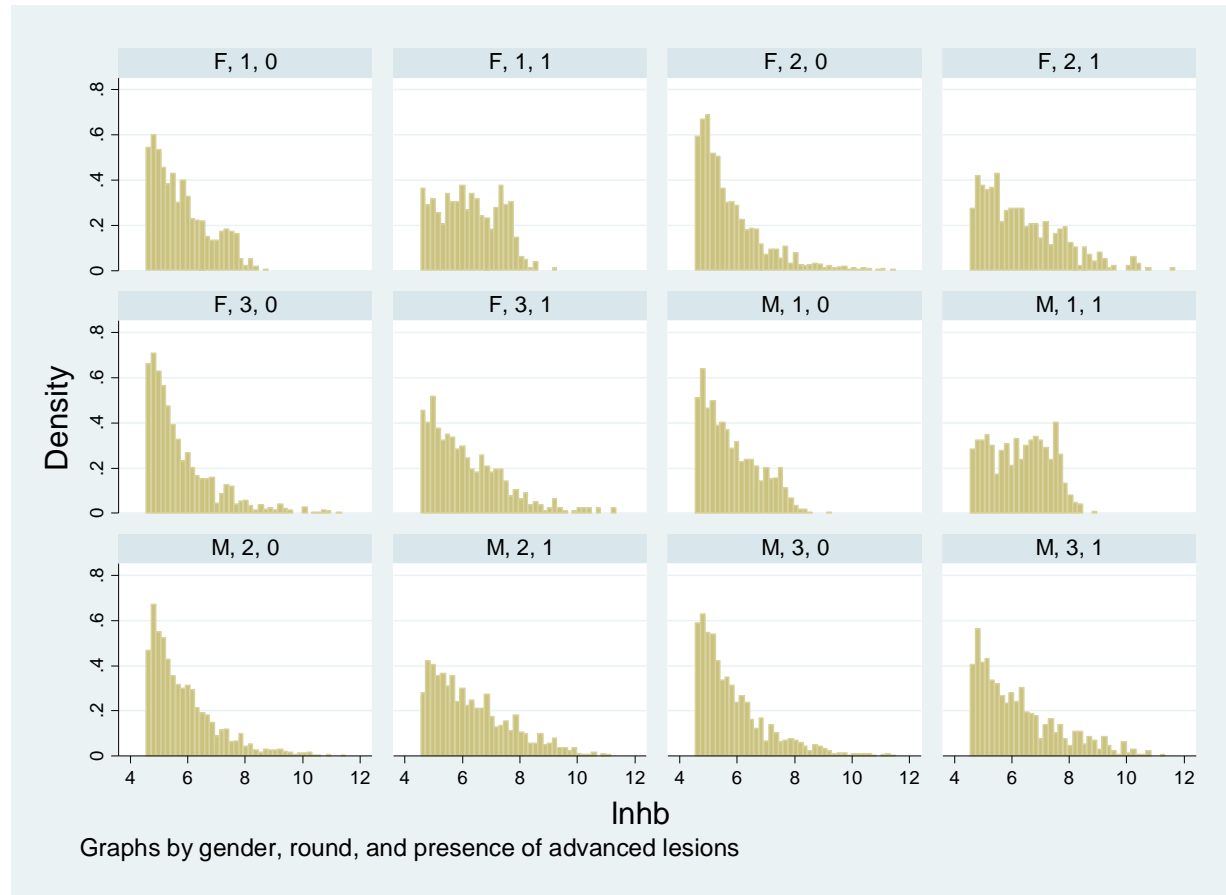 F, 1, 0
F, 1, 1
F, 2, 0
F, 2, 1
0 .2 .4 .6 .8
F, 3, 0
F, 3, 1
M, 1, 0
M, 1, 1
0 .2 .4 .6 .8
M, 2, 0
M, 2, 1
M, 3, 0
M, 3, 1
0 .2 .4 .6 .8
Density
4 6 8 10 12
4 6 8 10 12
4 6 8 10 12
4 6 8 10 12
lnhb
Graphs by gender, round, and presence of advanced lesions